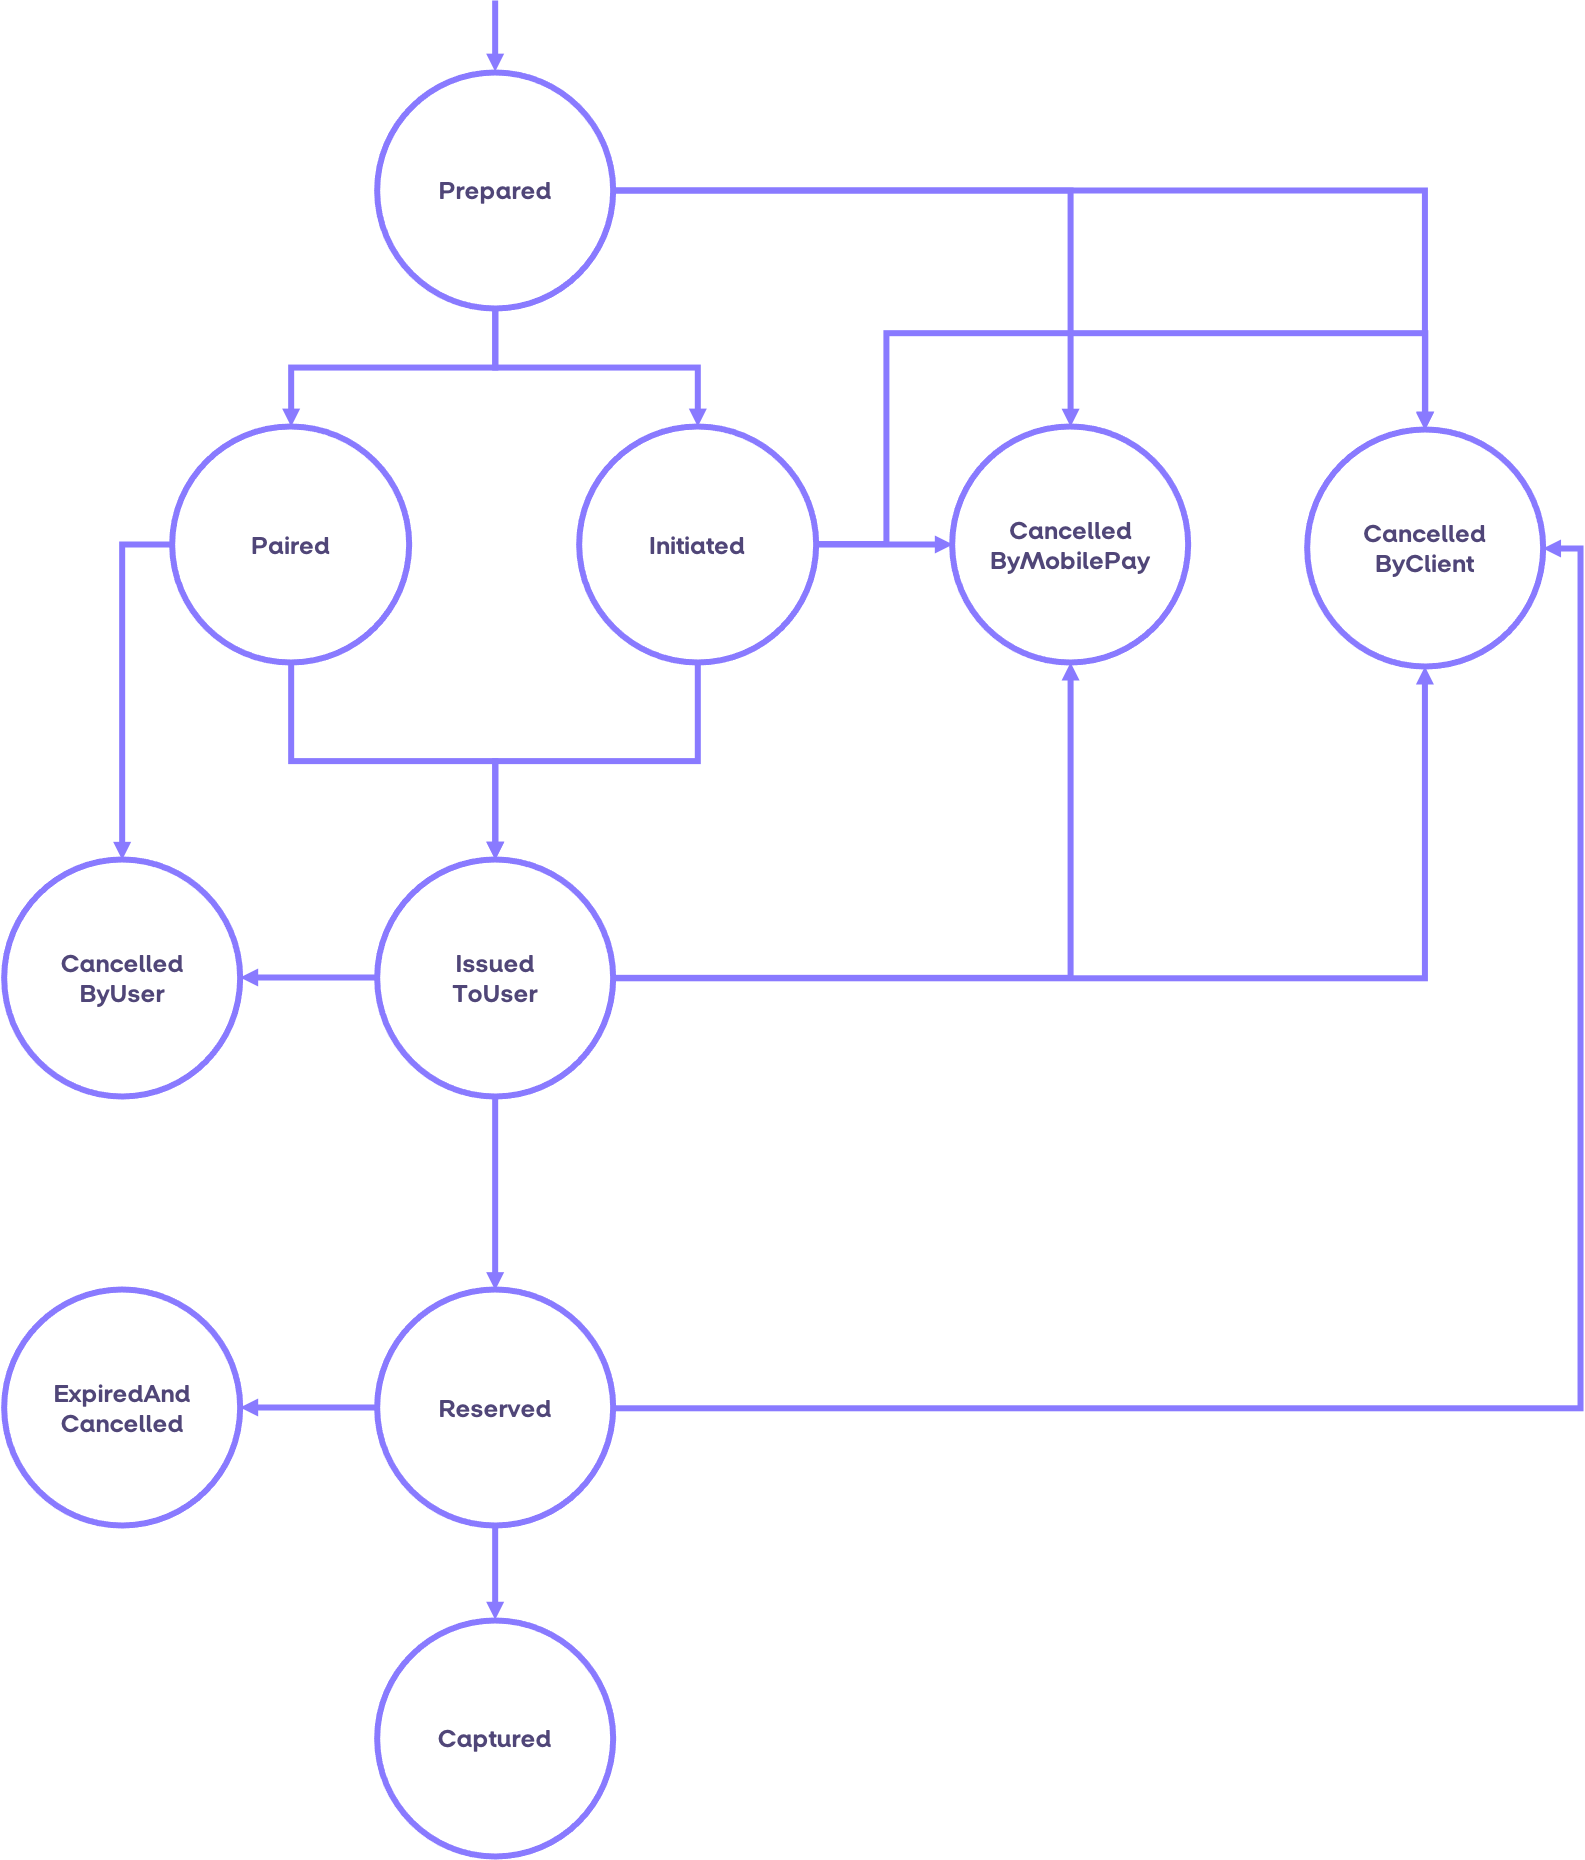 Prepared
Paired
Initiated
Cancelled
ByMobilePay
Cancelled
ByClient
Cancelled
ByUser
Issued
ToUser
ExpiredAnd
Cancelled
Reserved
Captured